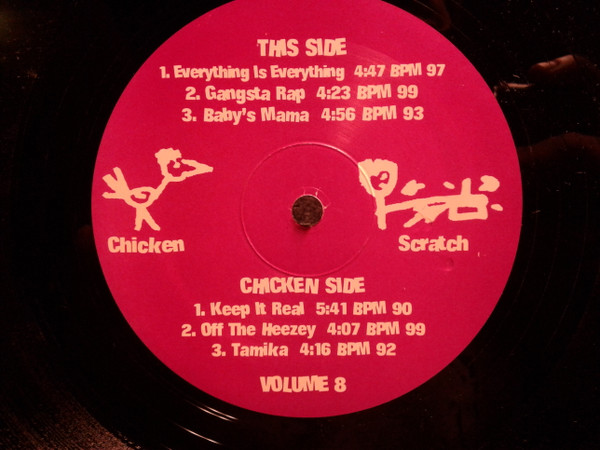 THIS SIDE
1. Everything Is Everything 4:47 BPM 97
2. Gangsta Rap 4:23 BPM 99
3. Baby's Mama 4:56 BPM 93
Chicken
Scratch
CHICKEN SIDE
1. Keep It Real 5:41 BPM 90
2. Off The Heezey 4:07 BPM 99
3. Tamika 4:16 BPM 92
VOLUME 8